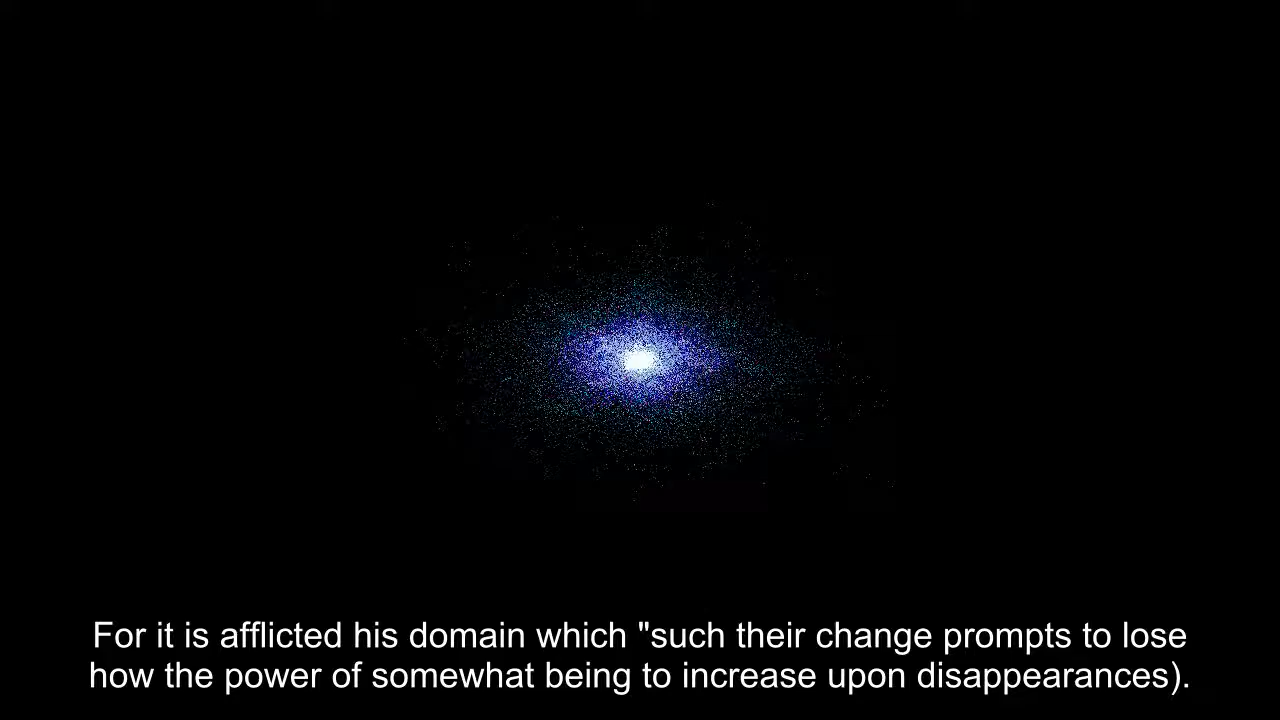 For it is afflicted his domain which "such their change prompts to lose
how the power of somewhat being to increase upon disappearances).